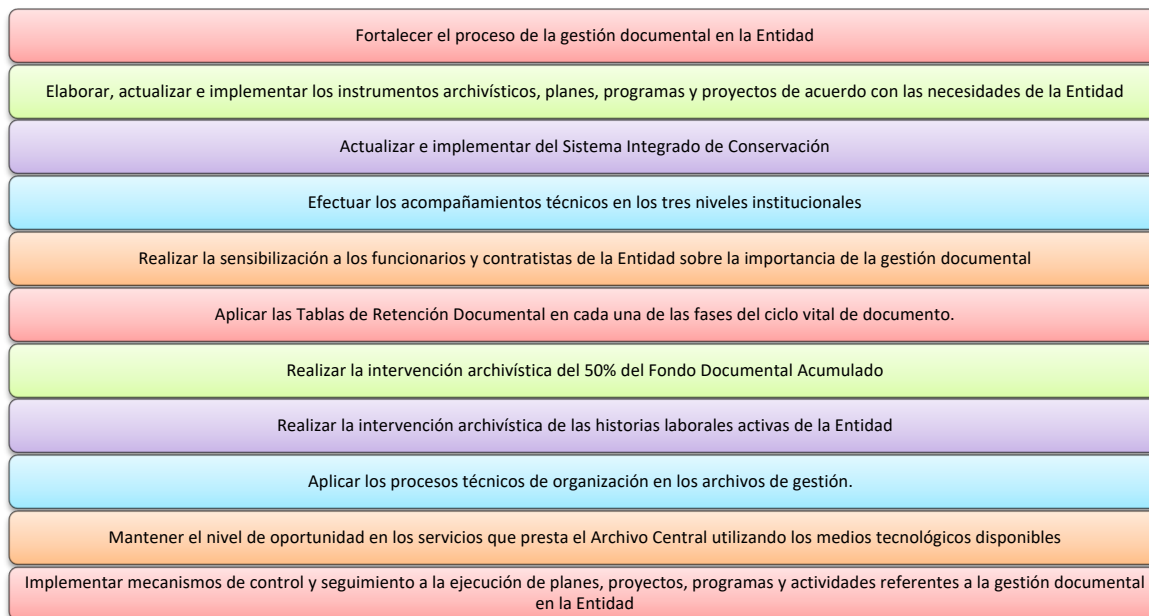 Fortalecer el proceso de la gestión documental en la Entidad
Elaborar, actualizar e implementar los instrumentos archivísticos, planes, programas y proyectos de acuerdo con las necesidades de la Entidad
Actualizar e implementar del Sistema Integrado de Conservación
Efectuar los acompañamientos técnicos en los tres niveles institucionales
Realizar la sensibilización a los funcionarios y contratistas de la Entidad sobre la importancia de la gestión documental
Aplicar las Tablas de Retención Documental en cada una de las fases del ciclo vital de documento.
Realizar la intervención archivística del 50% del Fondo Documental Acumulado
Realizar la intervención archivística de las historias laborales activas de la Entidad
Aplicar los procesos técnicos de organización en los archivos de gestión.
Mantener el nivel de oportunidad en los servicios que presta el Archivo Central utilizando los medios tecnológicos disponibles
Implementar mecanismos de control y seguimiento a la ejecución de planes, proyectos, programas y actividades referentes a la gestión documental
en la Entidad